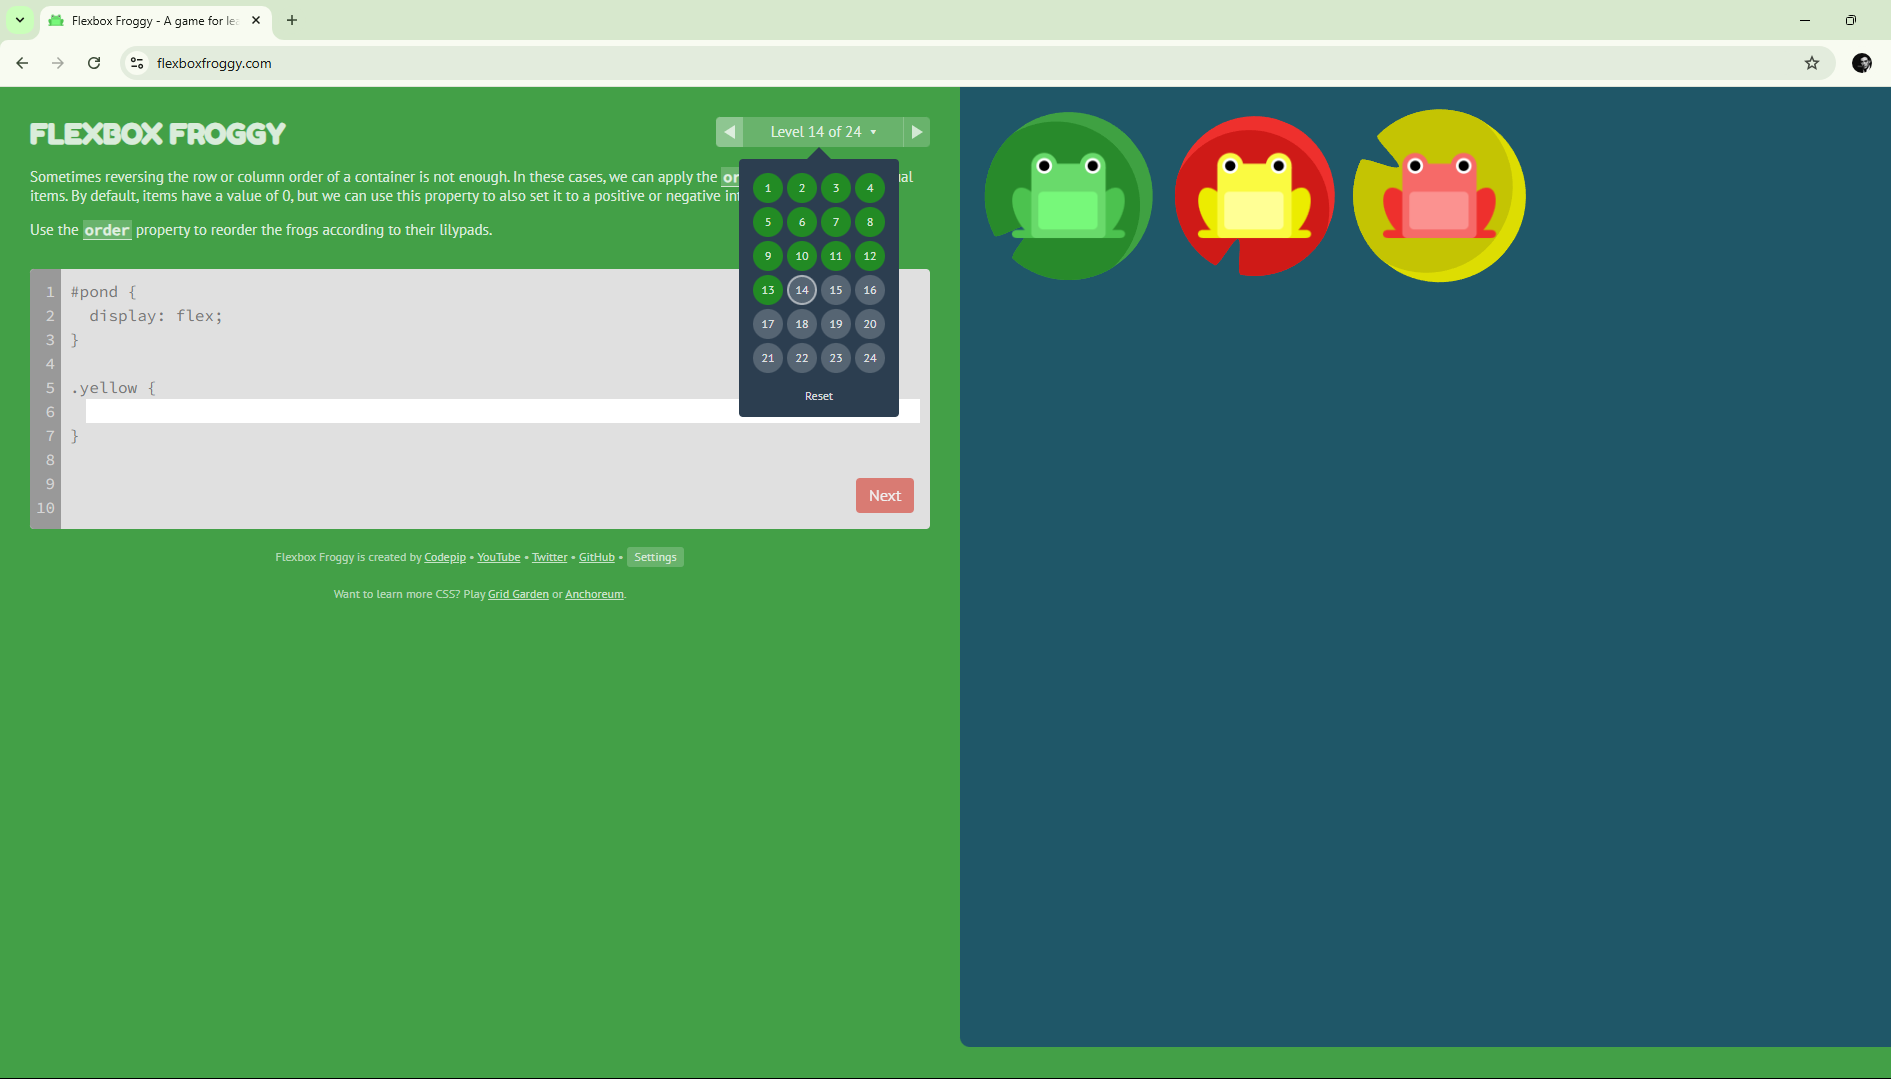 Flexbox Froggy - A game for le
flexboxfroggy.com
FLEXBOX FROGGY
Level 14 of 24
Sometimes reversing the row or column order of a container is not enough. In these cases, we can apply the or al
items. By default, items have a value of 0, but we can use this property to also set it to a positive or negative in
Use the order property to reorder the frogs according to their lilypads.
1 2 3 4
5 6 7 8
9 10 11 12
13 14 15 16
17 18 19 20
21 22 23 24
Reset
1 #pond {
2 display: flex;
3 }
4
5 .yellow {
6
7 }
8
9
10
Next
Flexbox Froggy is created by Codepip • YouTube • Twitter • GitHub • Settings
Want to learn more CSS? Play Grid Garden or Anchoreum.